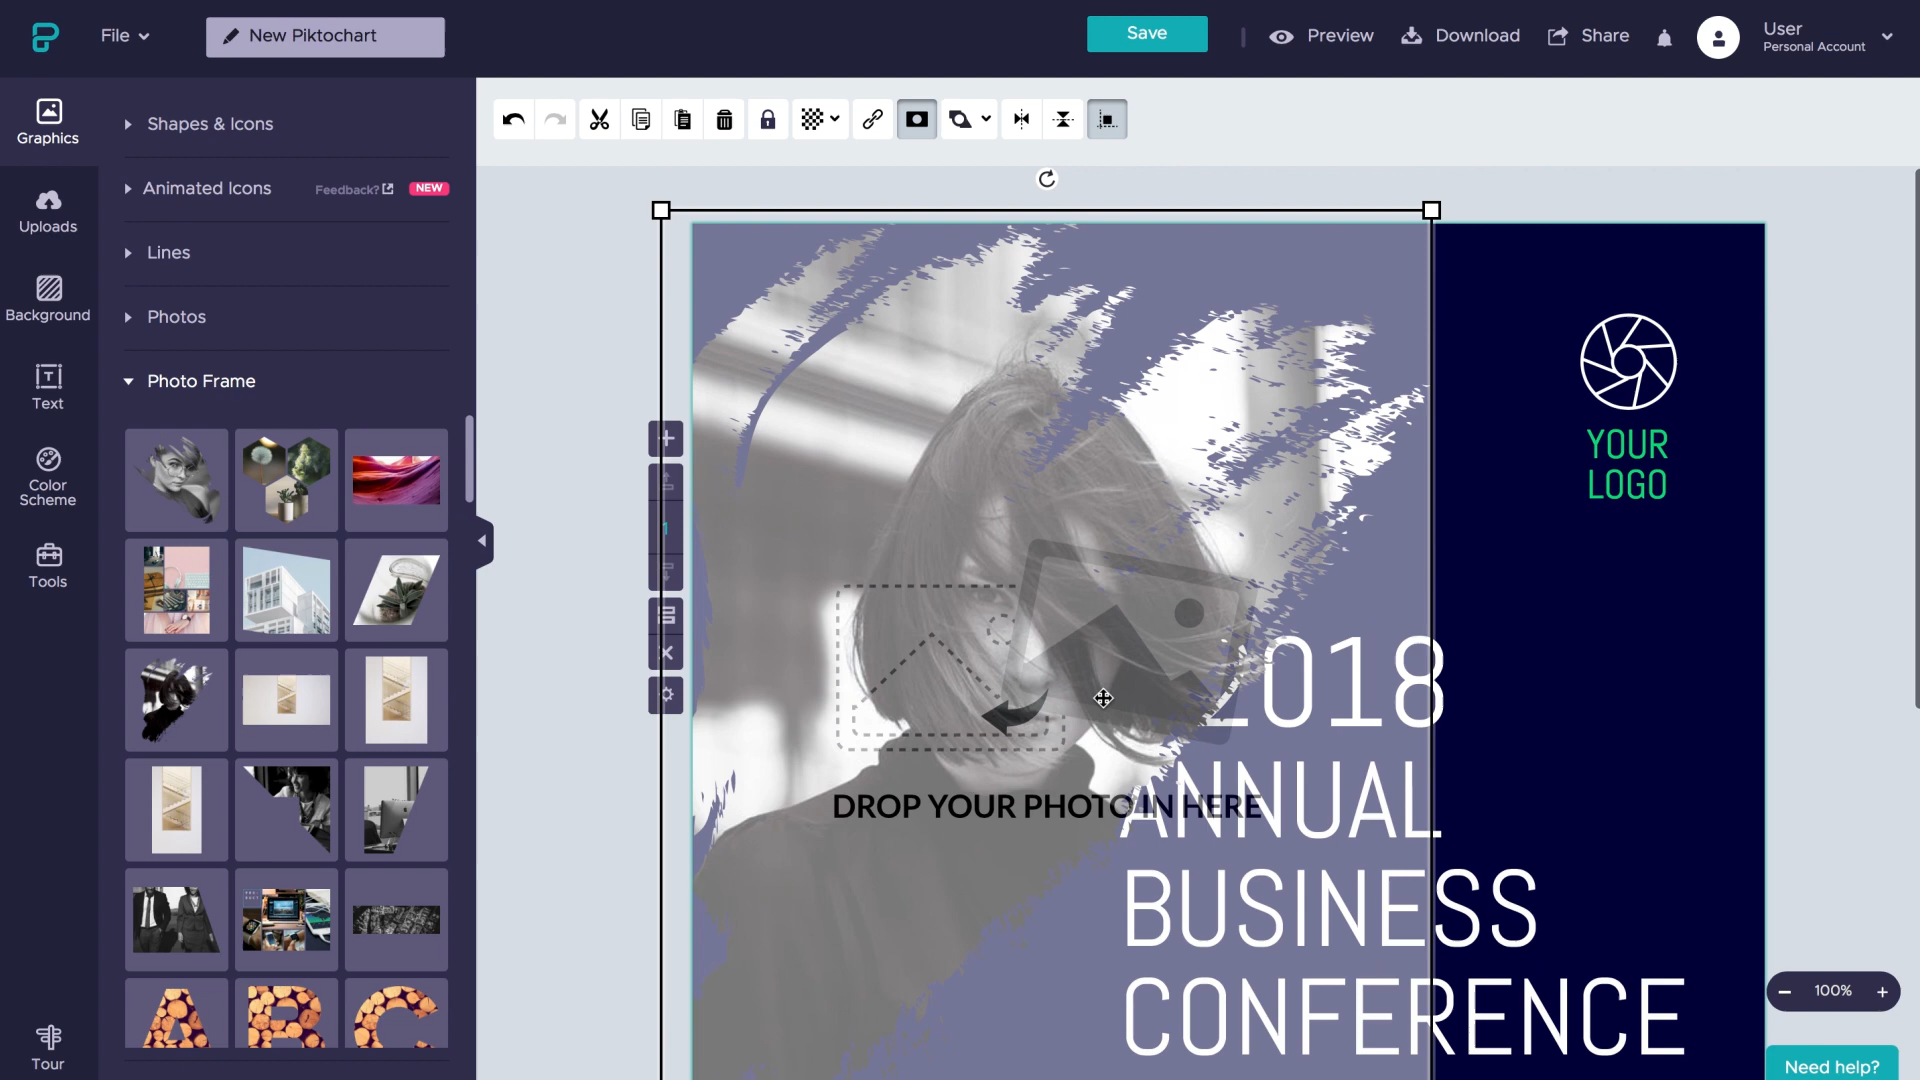 File
New Piktochart
Save
Preview
Download
Share
User
Personal Account
Graphics
Uploads
Background
Text
Color
Scheme
Tools
Tour
Shapes & Icons
Animated Icons
Feedback?
NEW
Lines
Photos
Photo Frame
A
B
C
1
YOUR
LOGO
DROP YOUR PHOTO IN HERE
2018
ANNUAL
BUSINESS
CONFERENCE
100%
Need help?